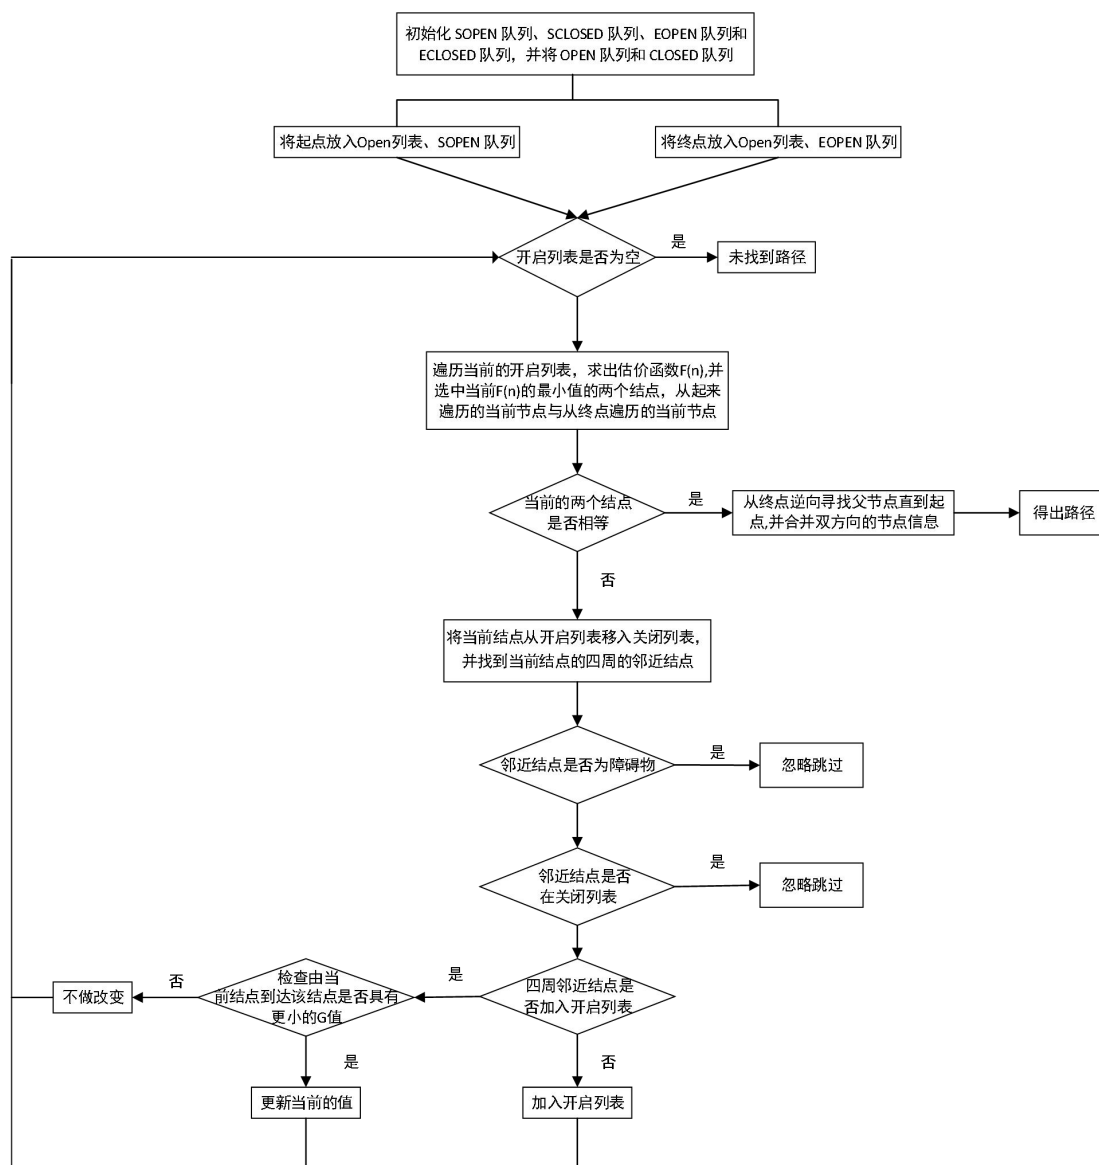 初始化 SOPEN 队列、SCLOSED 队列、EOPEN 队列和
ECLOSED 队列，并将 OPEN 队列和 CLOSED 队列
将起点放入Open列表、SOPEN 队列
将终点放入Open列表、EOPEN 队列
开启列表是否为空
是
未找到路径
遍历当前的开启列表，求出估价函数F(n),并
选中当前F(n)的最小值的两个结点，从起来
遍历的当前节点与从终点遍历的当前节点
当前的两个结点
是否相等
是
从终点逆向寻找父节点直到起
点,并合并双方向的节点信息
得出路径
否
将当前结点从开启列表移入关闭列表，
并找到当前结点的四周的邻近结点
邻近结点是否为障碍物
是
忽略跳过
邻近结点是否
在关闭列表
是
忽略跳过
四周邻近结点是
否加入开启列表
是
检查由当
前结点到达该结点是否具有
更小的G值
否
不做改变
是
否
更新当前的值
加入开启列表